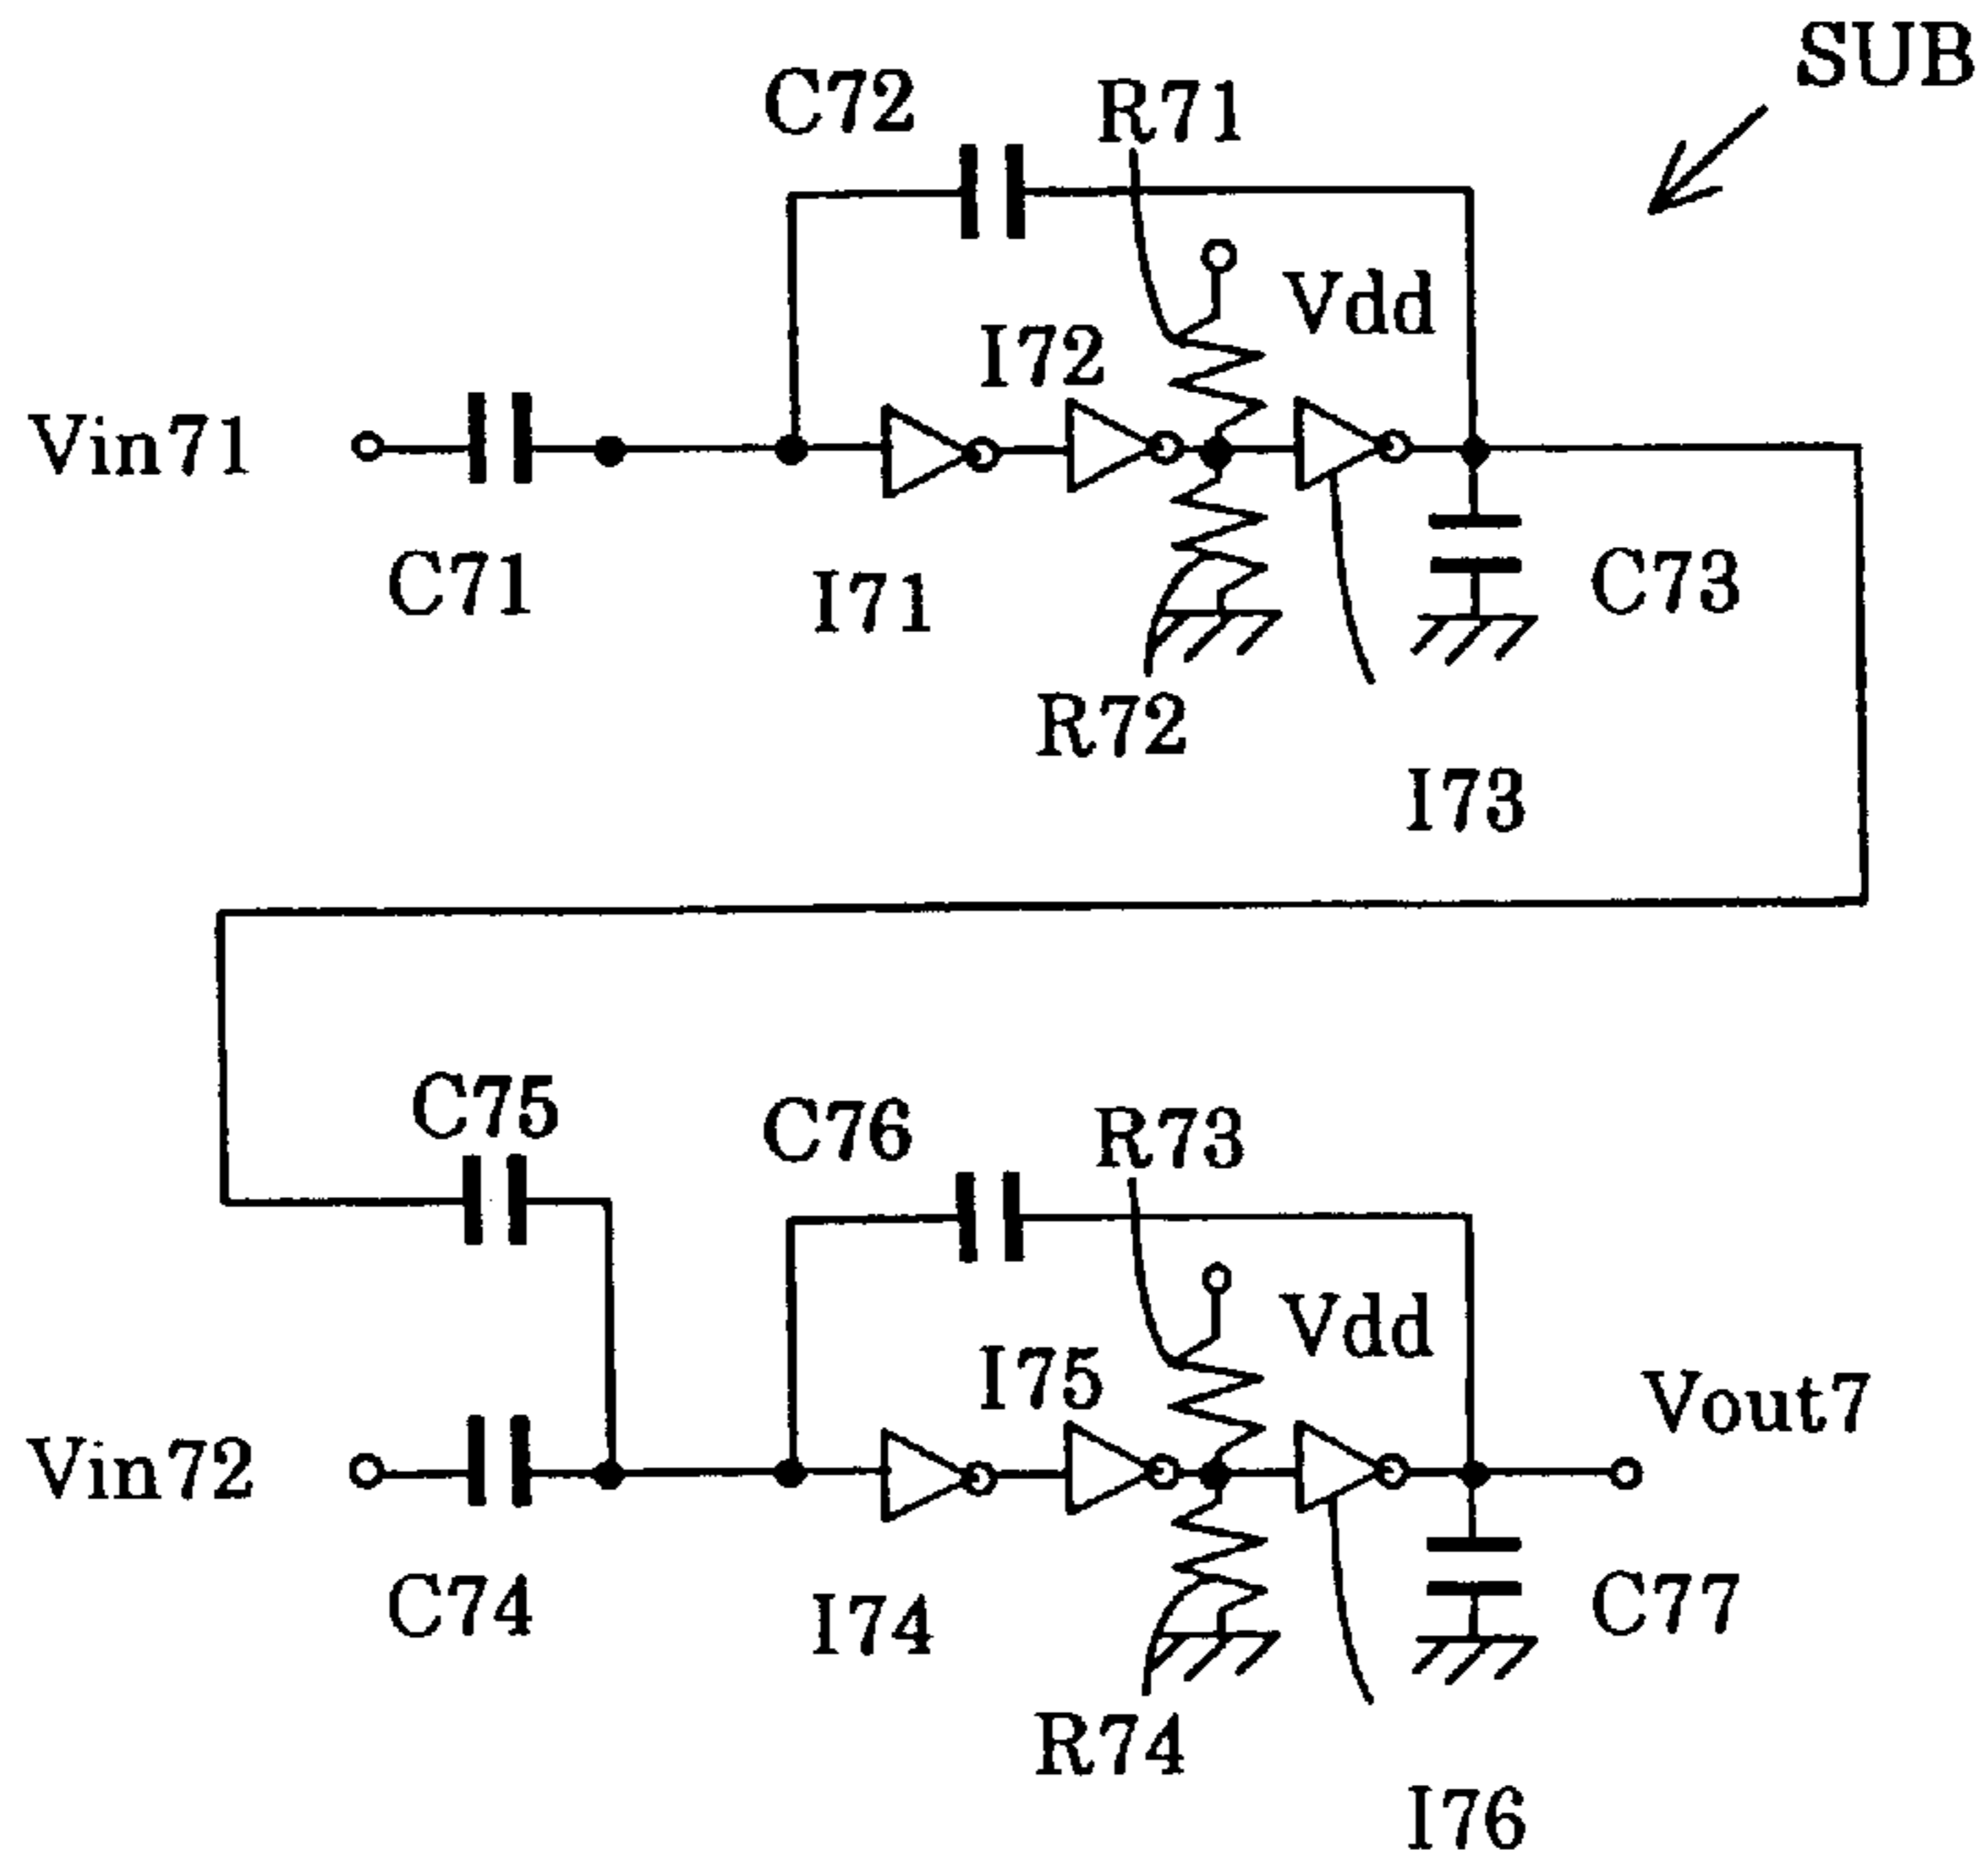 SUB
C72
R71
Vdd
I72
Vin71
C71
I71
C73
R72
I73
C75
C76
R73
Vdd
I75
Vout7
Vin72
C74
I74
C77
R74
I76